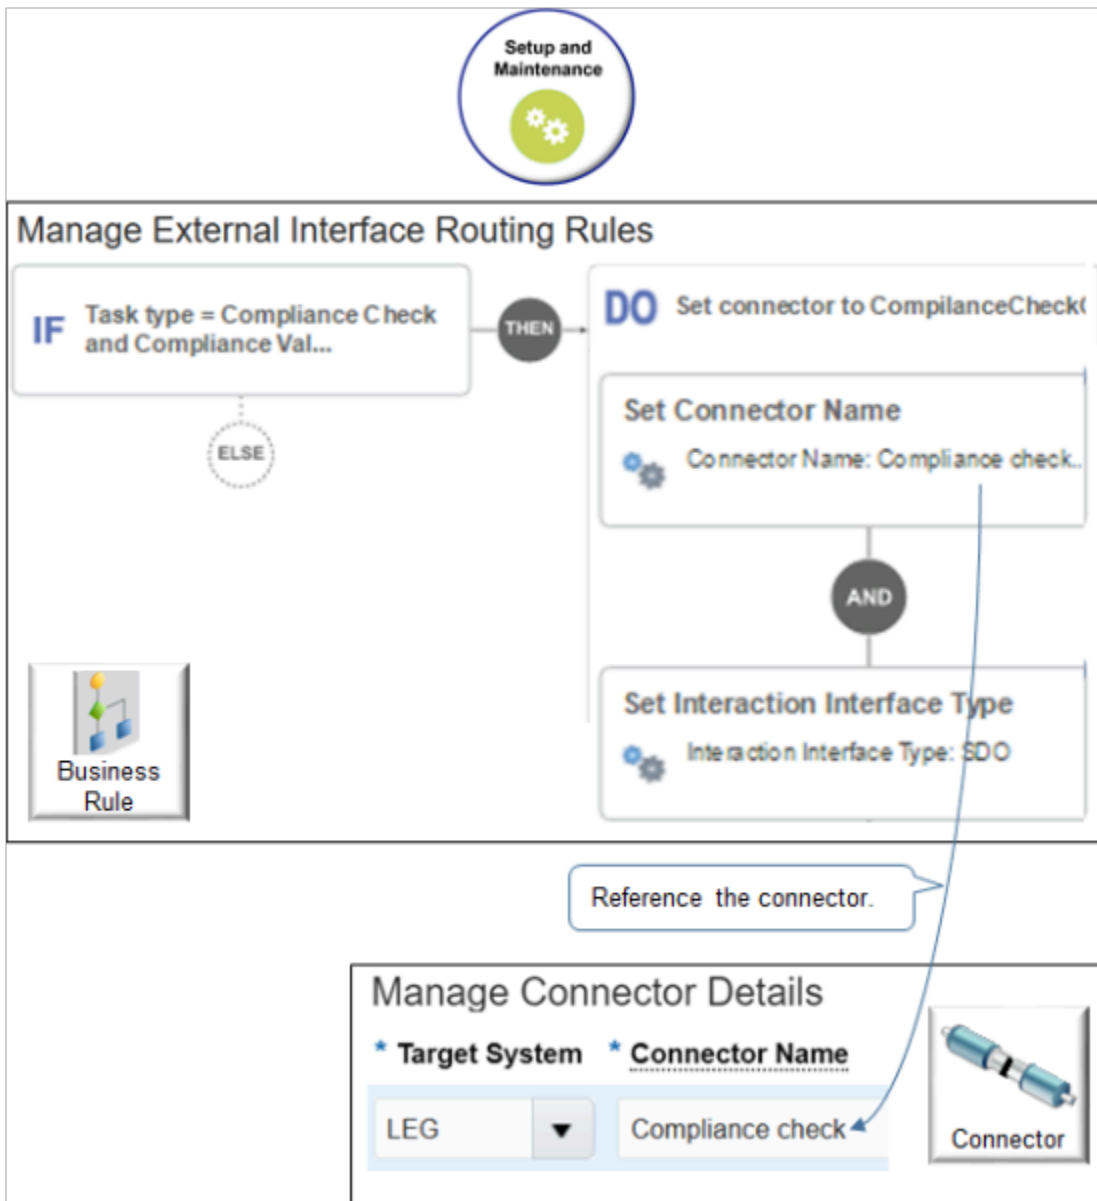 Setup and
Maintenance
Manage External Interface Routing Rules
IF
Task type = Compliance Check
and Compliance Val...
THEN
ELSE
DO
Set connector to CompilanceCheckC
Set Connector Name
Connector Name: Compliance check..
AND
Set Interaction Interface Type
Interaction Interface Type: SDO
Business
Rule
Reference the connector.
Manage Connector Details
* Target System * Connector Name
LEG
Compliance check
Connector